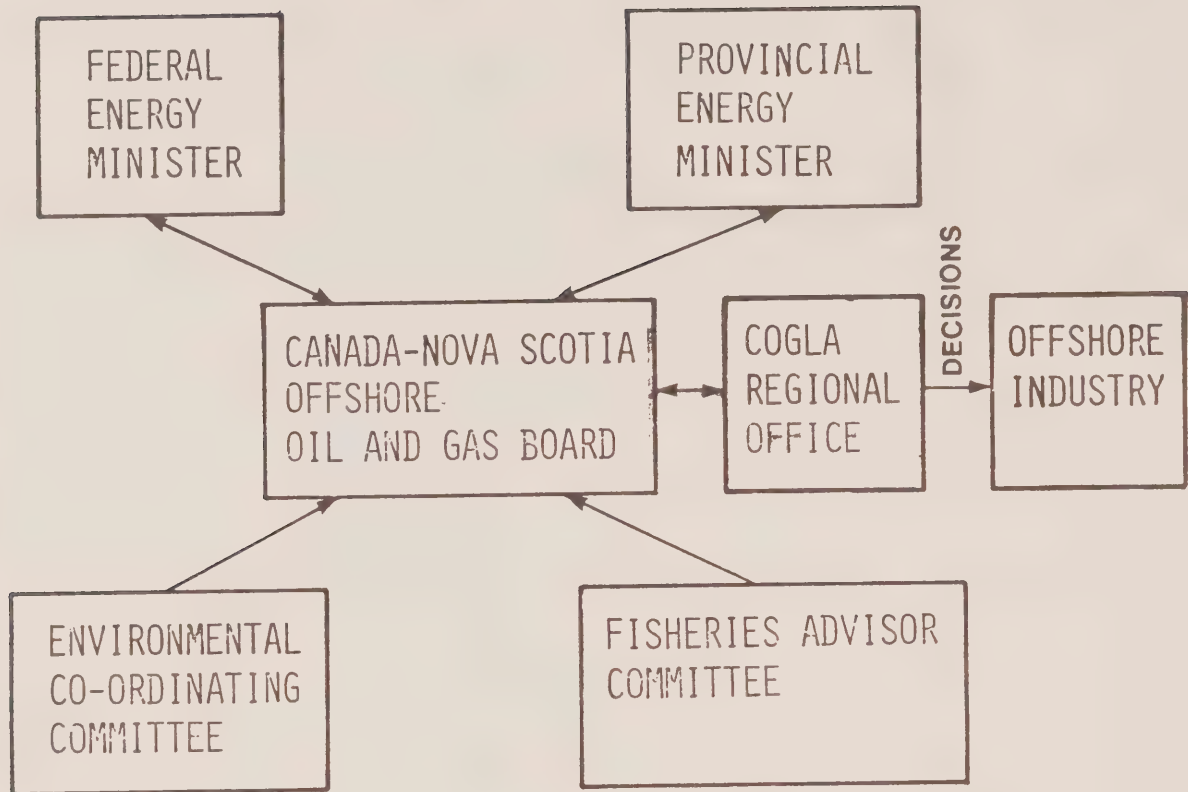 FEDERAL
ENERGY
MINISTER
PROVINCIAL
ENERGY
MINISTER
CANADA-NOVA SCOTIA
OFFSHORE
OIL AND GAS BOARD
COGLA
REGIONAL
OFFICE
DECISIONS
OFFSHORE
INDUSTRY
ENVIRONMENTAL
CO-ORDINATING
COMMITTEE
FISHERIES ADVISOR
COMMITTEE